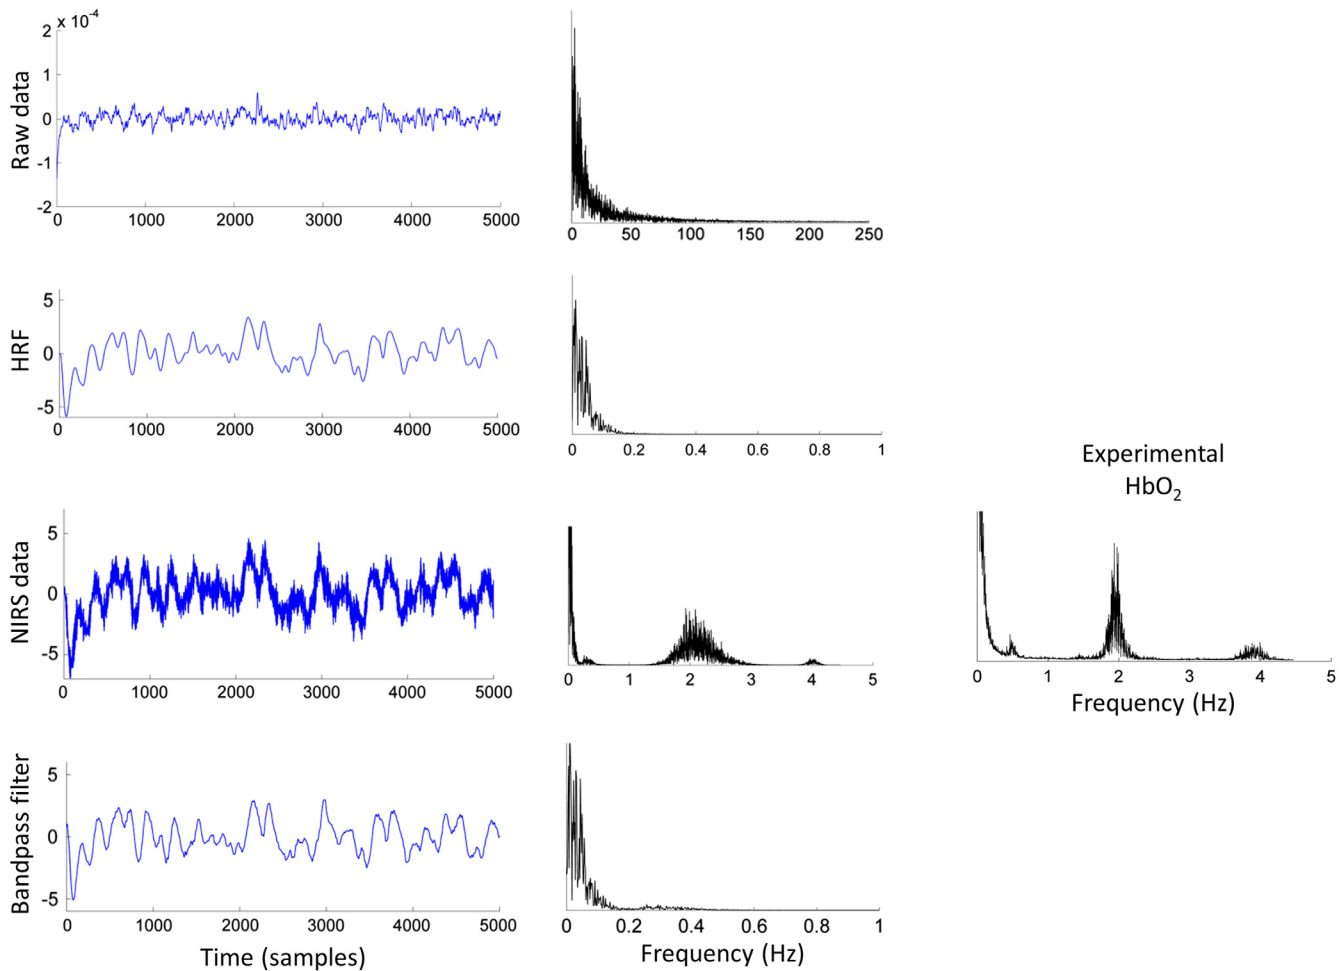 x 10⁻⁴
Raw data
2
1
0
-1
-2
0 1000 2000 3000 4000 5000
0 50 100 150 200 250
HRF
5
0
-5
0 1000 2000 3000 4000 5000
0 0.2 0.4 0.6 0.8 1
Experimental
HbO₂
NIRS data
5
0
-5
0 1000 2000 3000 4000 5000
0 1 2 3 4 5
0 1 2 3 4 5
Frequency (Hz)
Bandpass filter
5
0
-5
0 1000 2000 3000 4000 5000
0 0.2 0.4 0.6 0.8 1
Time (samples)
Frequency (Hz)